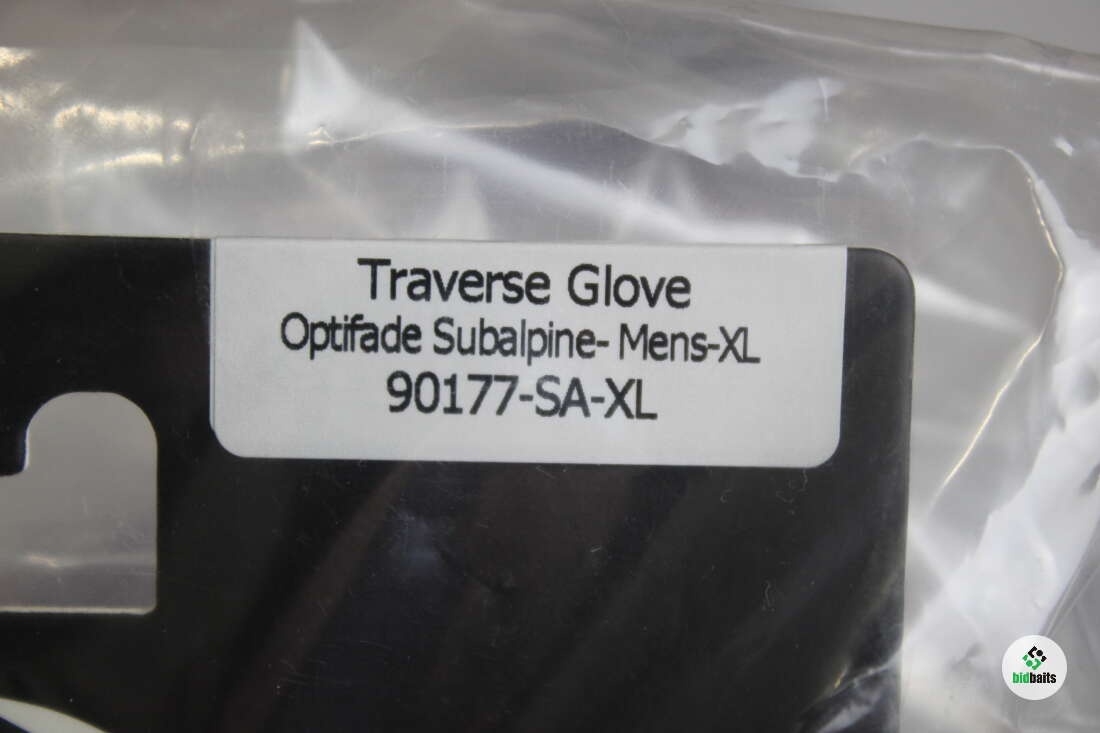 Traverse Glove
Optifade Subalpine- Mens-XL
90177-SA-XL
bidbaits